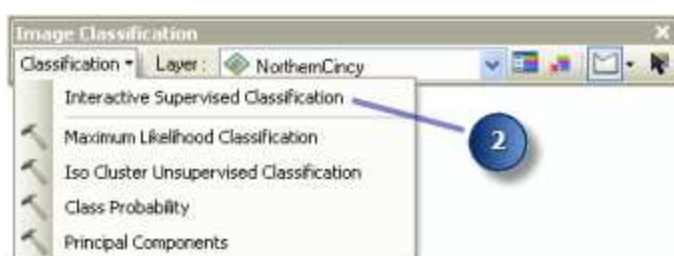 Image Classification
Classification Layer: NorthernCincy
Interactive Supervised Classification
2
Maximum Likelihood Classification
Iso Cluster Unsupervised Classification
Class Probability
Principal Components